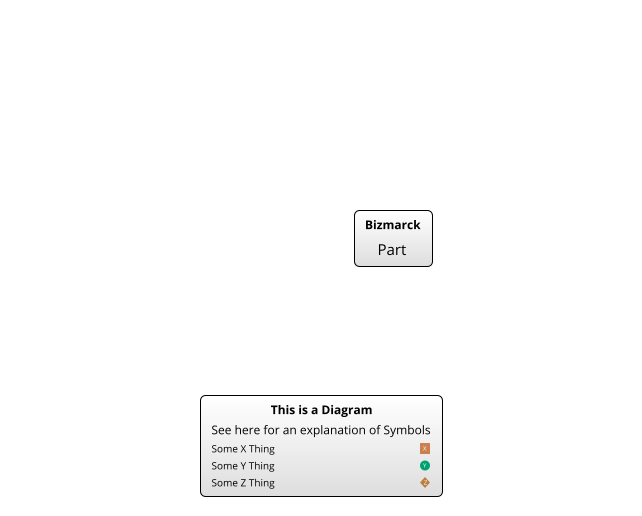 Bizmarck
Part
This is a Diagram
See here for an explanation of Symbols
Some X Thing X
Some Y Thing Y
Some Z Thing Z